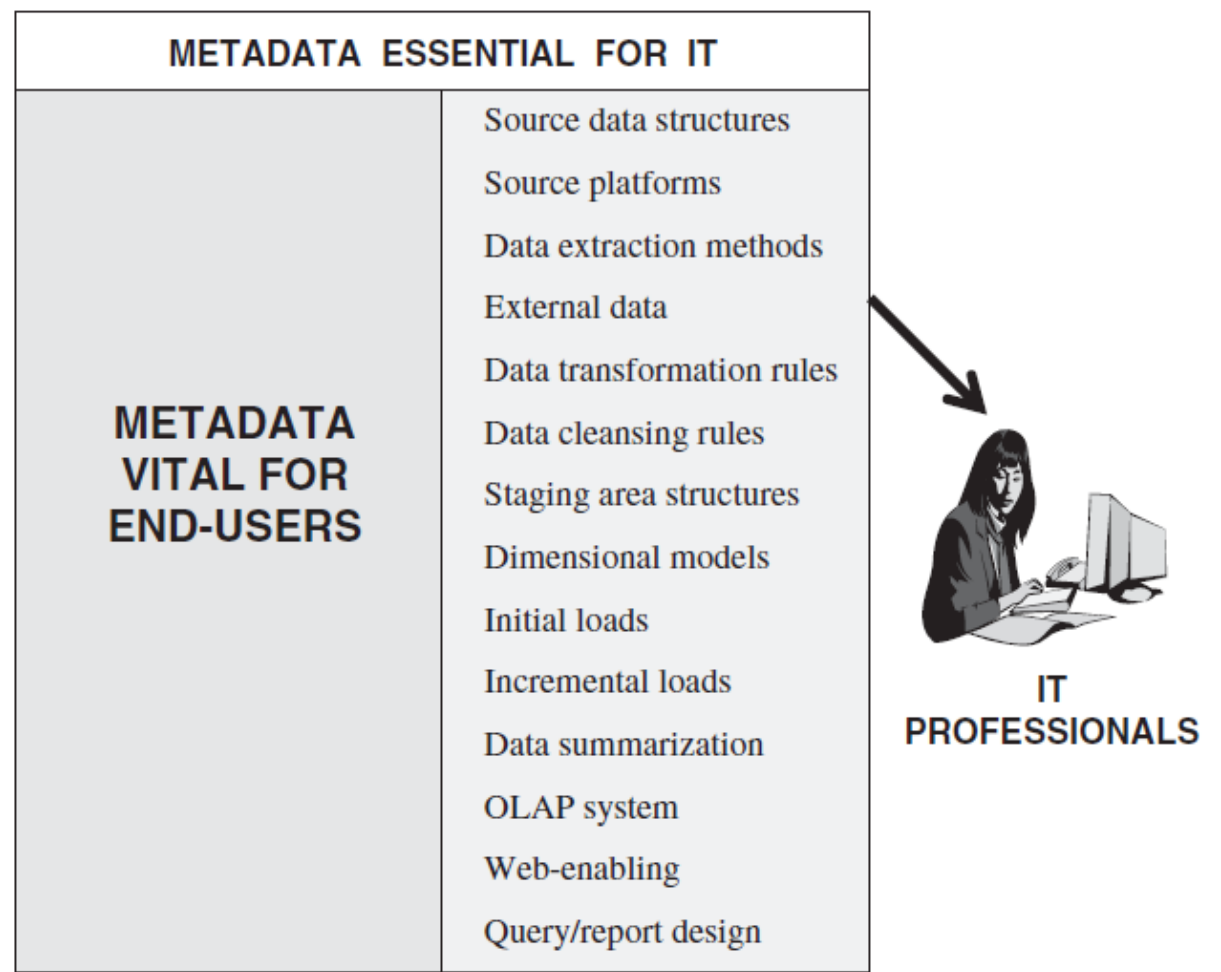 METADATA ESSENTIAL FOR IT
METADATA
VITAL FOR
END-USERS
Source data structures
Source platforms
Data extraction methods
External data
Data transformation rules
Data cleansing rules
Staging area structures
Dimensional models
Initial loads
Incremental loads
Data summarization
OLAP system
Web-enabling
Query/report design
IT
PROFESSIONALS